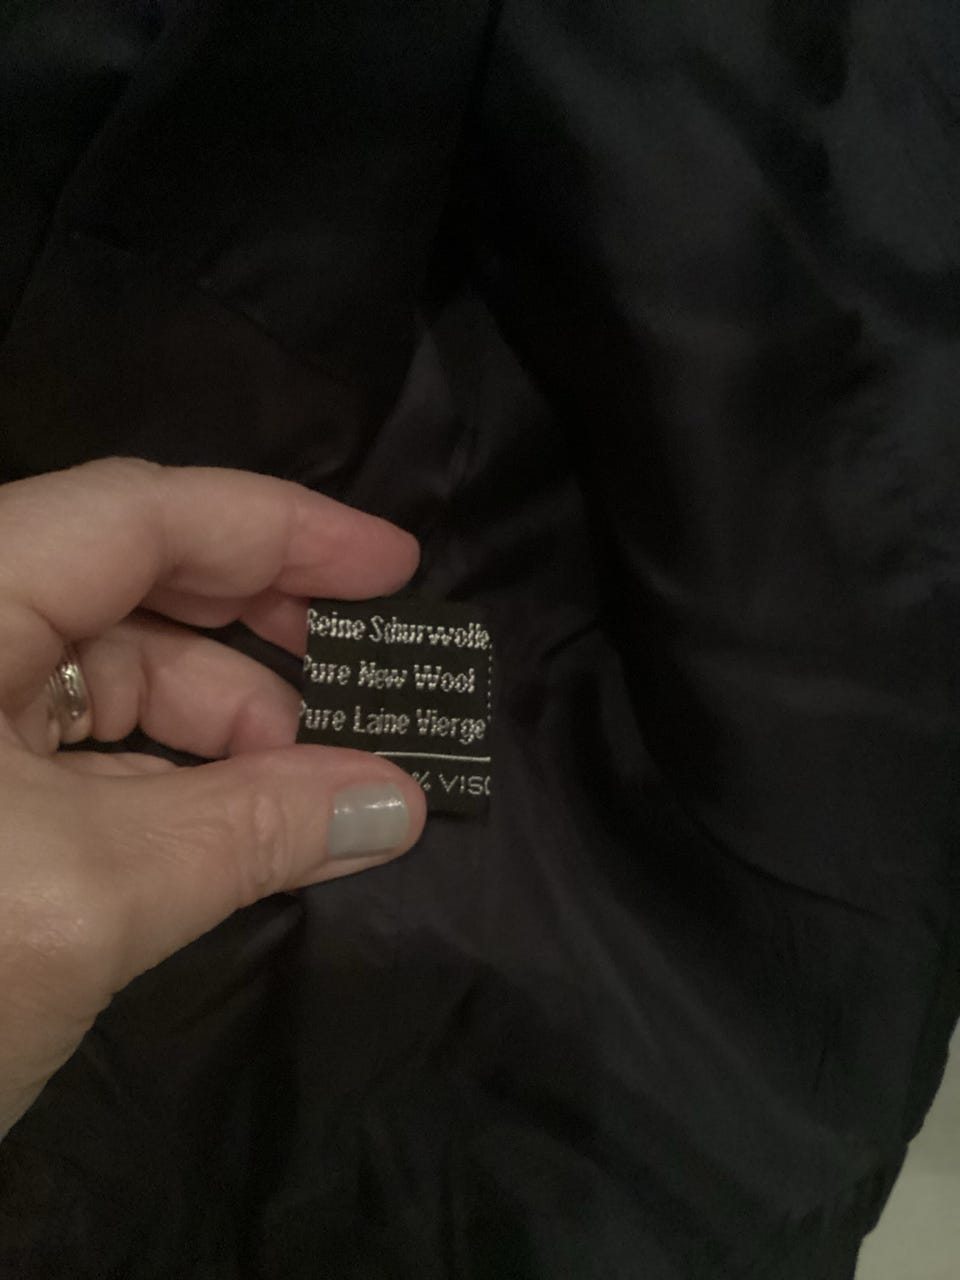 Reine Schurwolle
Pure New Wool
Pure Laine Vierge
% VISC